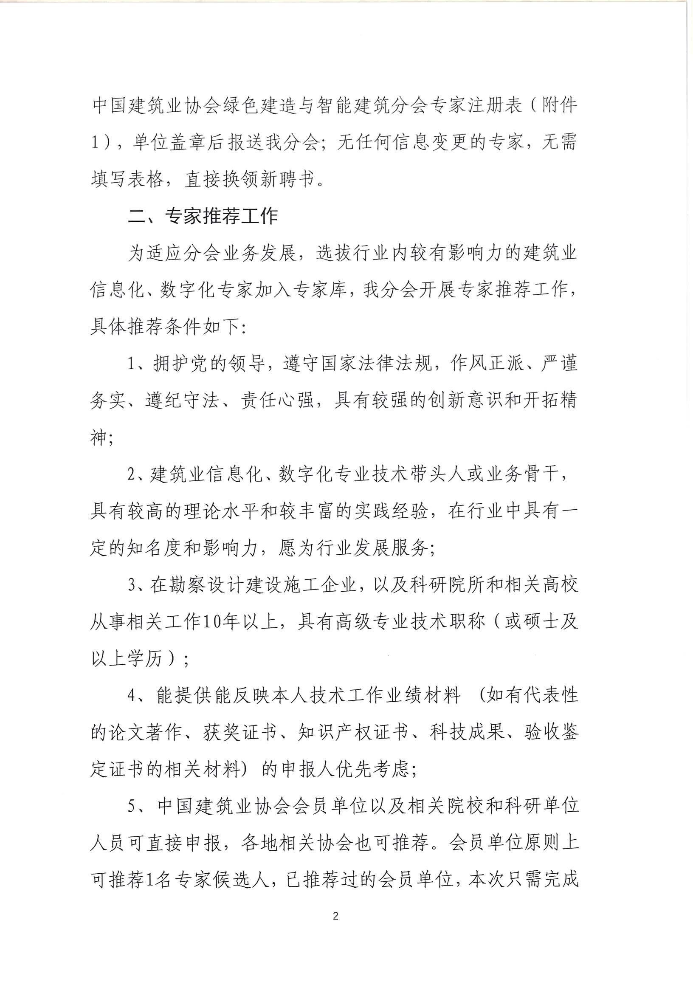 中国建筑业协会绿色建造与智能建筑分会专家注册表（附件
1），单位盖章后报送我分会；无任何信息变更的专家，无需
填写表格，直接换领新聘书。
二、专家推荐工作
为适应分会业务发展，选拔行业内较有影响力的建筑业
信息化、数字化专家加入专家库，我分会开展专家推荐工作，
具体推荐条件如下：
1、拥护党的领导，遵守国家法律法规，作风正派、严谨
务实、遵纪守法、责任心强，具有较强的创新意识和开拓精
神；
2、建筑业信息化、数字化专业技术带头人或业务骨干，
具有较高的理论水平和较丰富的实践经验，在行业中具有一
定的知名度和影响力，愿为行业发展服务；
3、在勘察设计建设施工企业，以及科研院所和相关高校
从事相关工作10年以上，具有高级专业技术职称（或硕士及
以上学历）；
4、能提供能反映本人技术工作业绩材料 (如有代表性
的论文著作、获奖证书、知识产权证书、科技成果、验收鉴
定证书的相关材料) 的申报人优先考虑；
5、中国建筑业协会会员单位以及相关院校和科研单位
人员可直接申报，各地相关协会也可推荐。会员单位原则上
可推荐1名专家候选人，已推荐过的会员单位，本次只需完成
2